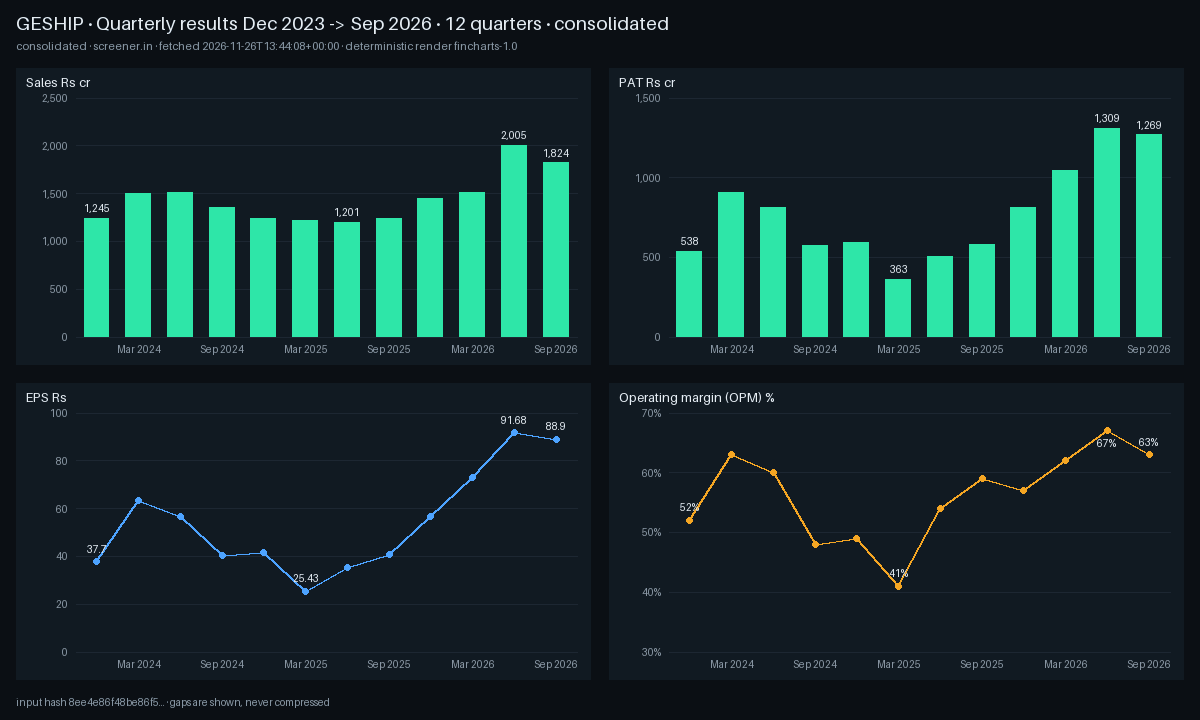 GESHIP · Quarterly results Dec 2023 -> Sep 2026 · 12 quarters · consolidated
consolidated · screener.in · fetched 2026-11-26T13:44:08+00:00 · deterministic render fincharts-1.0
Sales Rs cr
2,500
2,000
1,500
1,000
500
0
1,245
1,201
2,005
1,824
Mar 2024
Sep 2024
Mar 2025
Sep 2025
Mar 2026
Sep 2026
PAT Rs cr
1,500
1,000
500
0
538
363
1,309
1,269
Mar 2024
Sep 2024
Mar 2025
Sep 2025
Mar 2026
Sep 2026
EPS Rs
100
80
60
40
20
0
37.7
25.43
91.68
88.9
Mar 2024
Sep 2024
Mar 2025
Sep 2025
Mar 2026
Sep 2026
Operating margin (OPM) %
70%
60%
50%
40%
30%
52%
41%
67%
63%
Mar 2024
Sep 2024
Mar 2025
Sep 2025
Mar 2026
Sep 2026
input hash 8ee4e86f48be86f5… · gaps are shown, never compressed